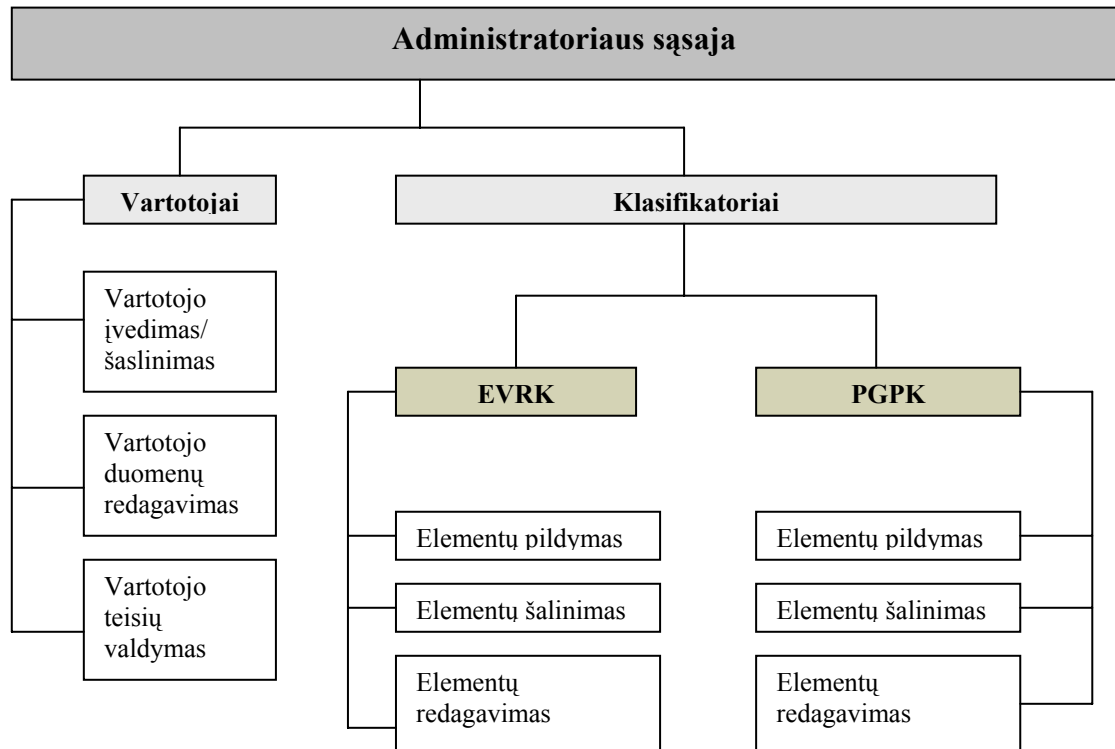 Administratoriaus sąsaja
Vartotojai
Klasifikatoriai
Vartotojo
įvedimas/
šaslinimas
Vartotojo
duomenų
redagavimas
Vartotojo
teisių
valdymas
EVRK
PGPK
Elementų pildymas
Elementų pildymas
Elementų šalinimas
Elementų šalinimas
Elementų
redagavimas
Elementų
redagavimas